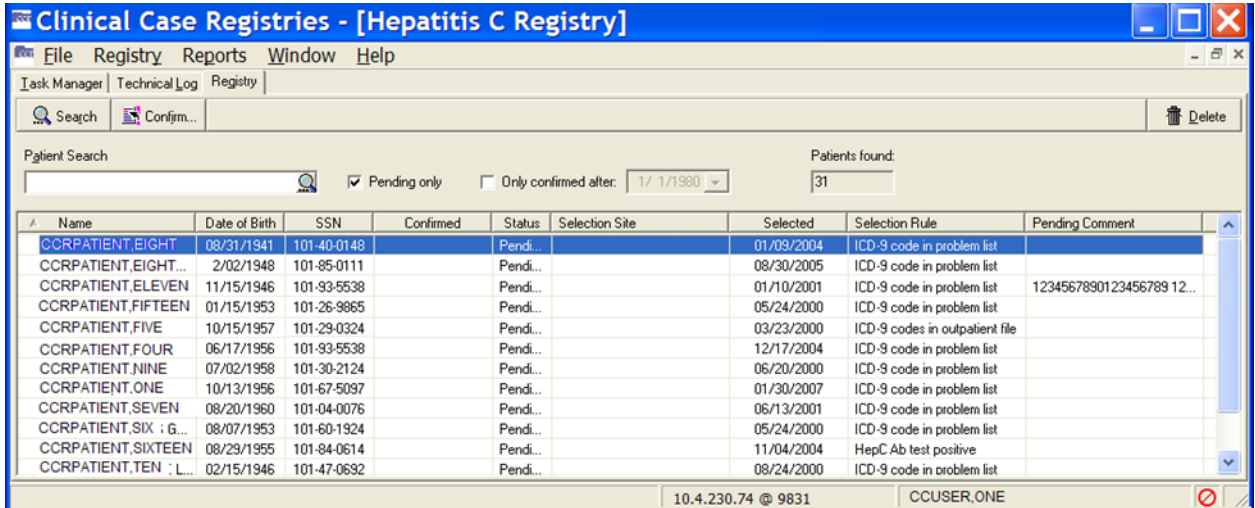 Clinical Case Registries - [Hepatitis C Registry]
File Registry Reports Window Help
Task Manager Technical Log Registry
Search Confirm... Delete
Patient Search Patients found:
Pending only Only confirmed after: 1/ 1/1980 31
Name Date of Birth SSN Confirmed Status Selection Site Selected Selection Rule Pending Comment
CCRPATIENT,EIGHT 08/31/1941 101-40-0148 Pendi... 01/09/2004 ICD-9 code in problem list
CCRPATIENT,EIGHT... 2/02/1948 101-85-0111 Pendi... 08/30/2005 ICD-9 code in problem list
CCRPATIENT,ELEVEN 11/15/1946 101-93-5538 Pendi... 01/10/2001 ICD-9 code in problem list 1234567890123456789 12...
CCRPATIENT,FIFTEEN 01/15/1953 101-26-9865 Pendi... 05/24/2000 ICD-9 code in problem list
CCRPATIENT,FIVE 10/15/1957 101-29-0324 Pendi... 03/23/2000 ICD-9 codes in outpatient file
CCRPATIENT,FOUR 06/17/1956 101-93-5538 Pendi... 12/17/2004 ICD-9 code in problem list
CCRPATIENT,NINE 07/02/1958 101-30-2124 Pendi... 06/20/2000 ICD-9 code in problem list
CCRPATIENT,ONE 10/13/1956 101-67-5097 Pendi... 01/30/2007 ICD-9 code in problem list
CCRPATIENT,SEVEN 08/20/1960 101-04-0076 Pendi... 06/13/2001 ICD-9 code in problem list
CCRPATIENT,SIX : G... 08/07/1953 101-60-1924 Pendi... 05/24/2000 ICD-9 code in problem list
CCRPATIENT,SIXTEEN 08/29/1955 101-84-0614 Pendi... 11/04/2004 HepC Ab test positive
CCRPATIENT,TEN : L... 02/15/1946 101-47-0692 Pendi... 08/24/2000 ICD-9 code in problem list
10.4.230.74 @ 9831 CCUSER,ONE